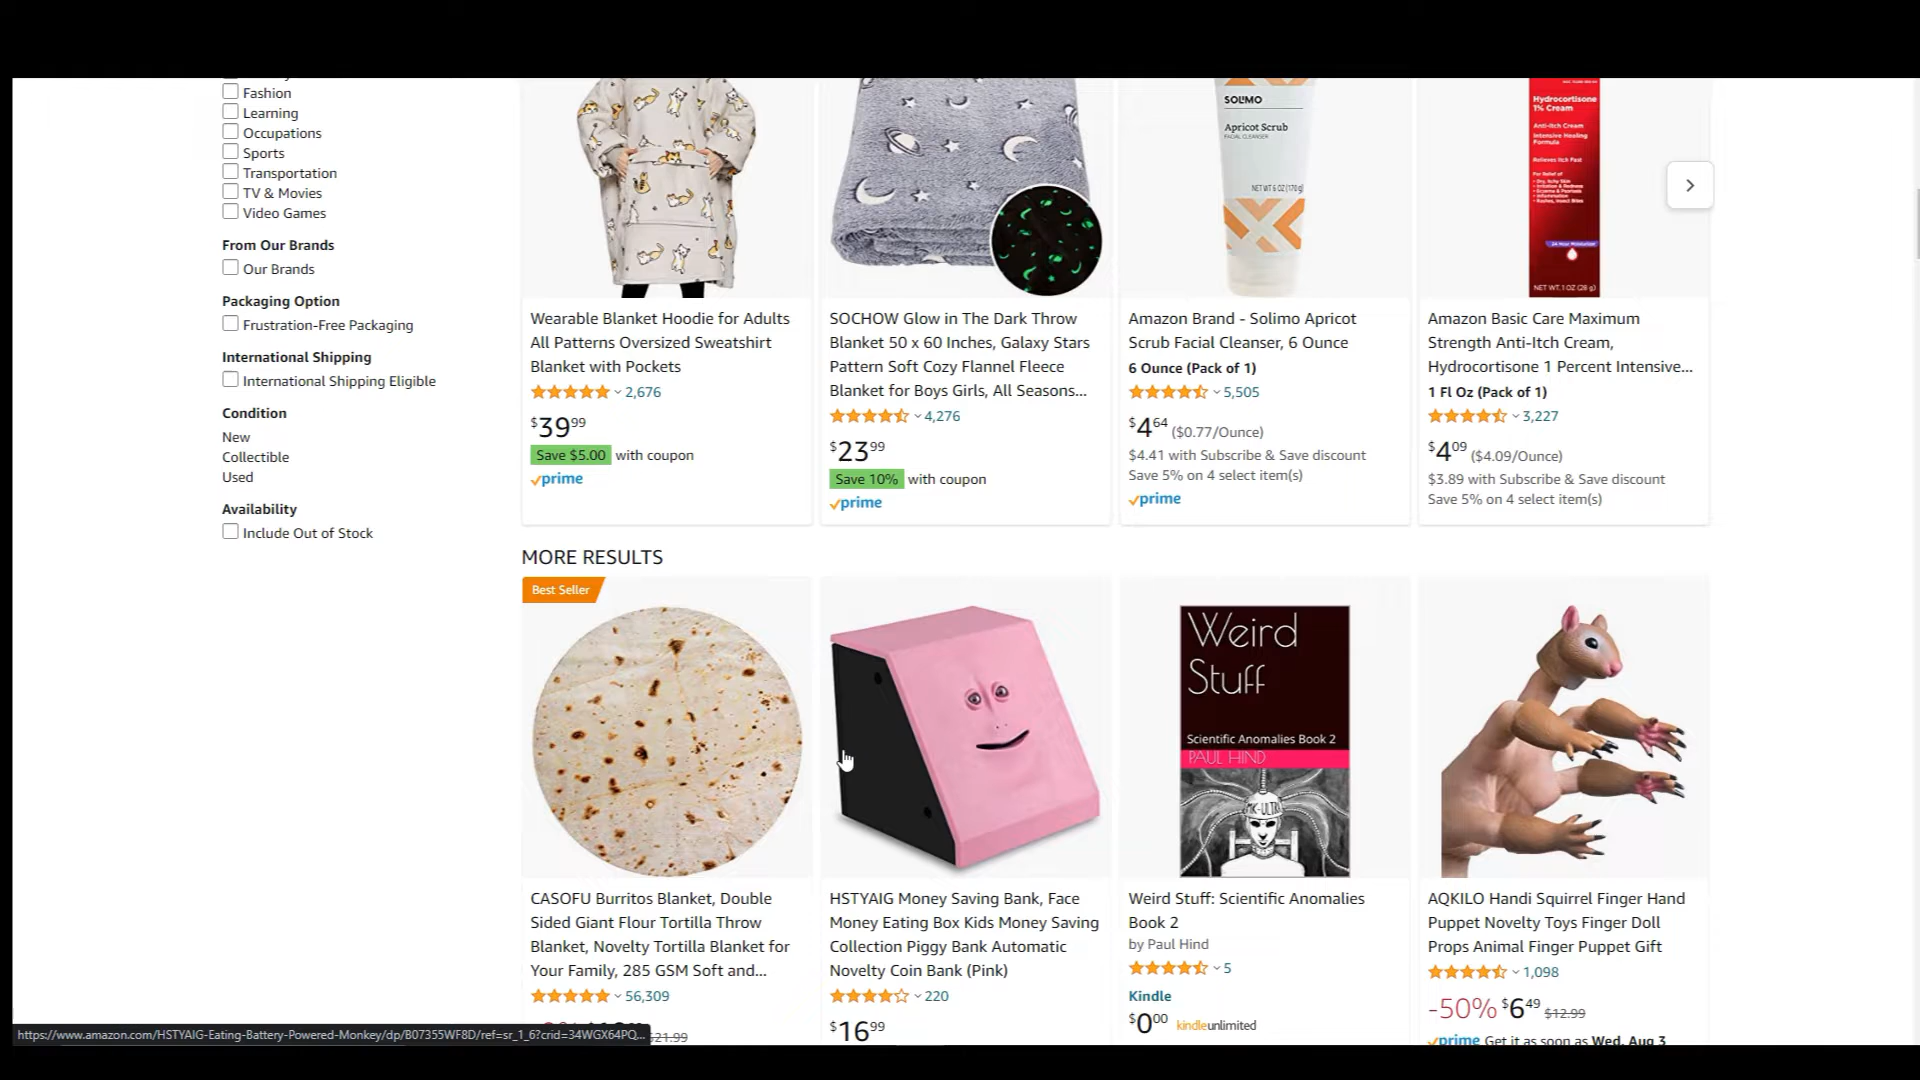 Fashion
Learning
Occupations
Sports
Transportation
TV & Movies
Video Games
From Our Brands
Our Brands
Packaging Option
Frustration-Free Packaging
International Shipping
International Shipping Eligible
Condition
New
Collectible
Used
Availability
Include Out of Stock
Wearable Blanket Hoodie for Adults
All Patterns Oversized Sweatshirt
Blanket with Pockets
2,676
$39.99
Save $5.00 with coupon
prime
SOCHOW Glow in The Dark Throw
Blanket 50 x 60 Inches, Galaxy Stars
Pattern Soft Cozy Flannel Fleece
Blanket for Boys Girls, All Seasons...
4,276
$23.99
Save 10% with coupon
prime
SOLIMO
Apricot Scrub
FACIAL CLEANSER
NET WT 6 OZ (170g)
Amazon Brand - Solimo Apricot
Scrub Facial Cleanser, 6 Ounce
6 Ounce (Pack of 1)
5,505
$4.64 ($0.77/Ounce)
$4.41 with Subscribe & Save discount
Save 5% on 4 select item(s)
prime
Hydrocortisone
1% Cream
Anti-Itch Cream
Intensive Healing
Formula
Relieves Itch Fast
For Relief of
24 Hour Moisturization
NET WT. 1 OZ (28 g)
Amazon Basic Care Maximum
Strength Anti-Itch Cream,
Hydrocortisone 1 Percent Intensive...
1 Fl Oz (Pack of 1)
3,227
$4.09 ($4.09/Ounce)
$3.89 with Subscribe & Save discount
Save 5% on 4 select item(s)
MORE RESULTS
Best Seller
CASOFU Burritos Blanket, Double
Sided Giant Flour Tortilla Throw
Blanket, Novelty Tortilla Blanket for
Your Family, 285 GSM Soft and...
56,309
$21.99
HSTYAIG Money Saving Bank, Face
Money Eating Box Kids Money Saving
Collection Piggy Bank Automatic
Novelty Coin Bank (Pink)
220
$16.99
Weird
Stuff
Scientific Anomalies Book 2
PAUL HIND
MK-ULTRA
Weird Stuff: Scientific Anomalies
Book 2
by Paul Hind
5
Kindle
$0.00 kindleunlimited
AQKILO Handi Squirrel Finger Hand
Puppet Novelty Toys Finger Doll
Props Animal Finger Puppet Gift
1,098
-50% $6.49 $12.99
prime Get it as soon as Wed, Aug 3
https://www.amazon.com/HSTYAIG-Eating-Battery-Powered-Monkey/dp/B07355WF8D/ref=sr_1_6?crid=34WGX64PQ...